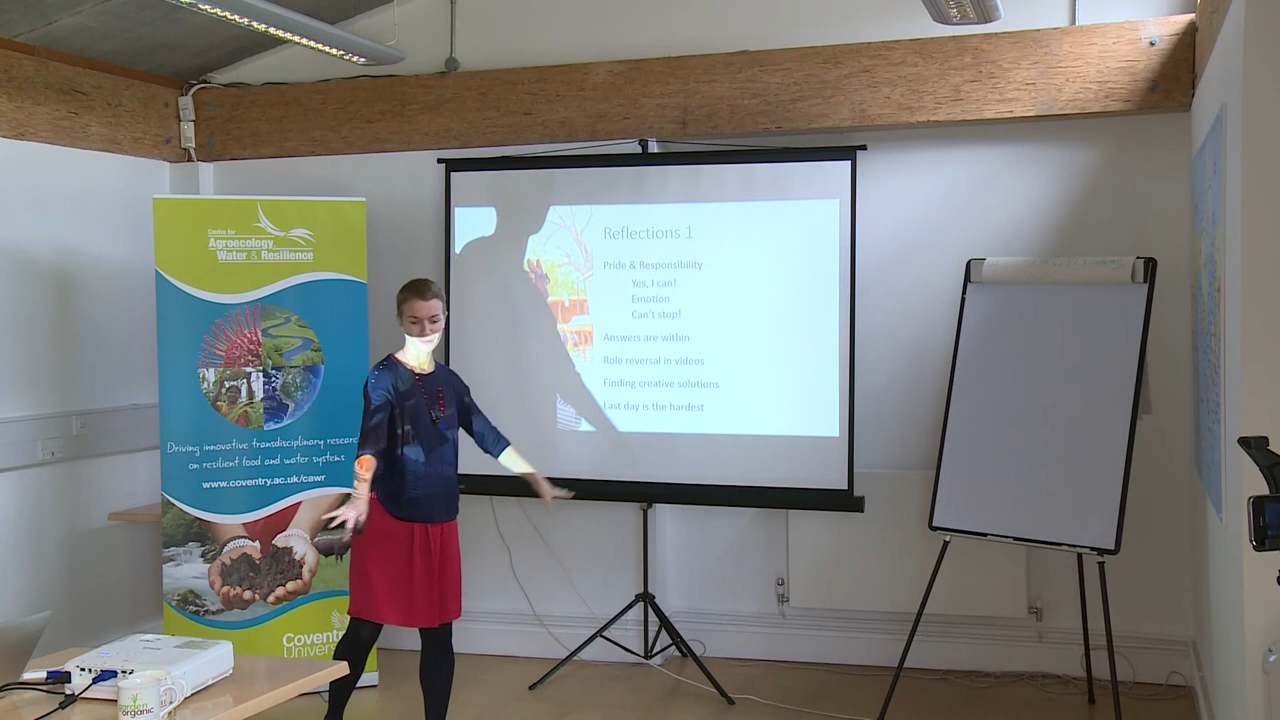 Centre for
Agroecology,
Water & Resilience
Driving innovative transdisciplinary research
on resilient food and water systems
www.coventry.ac.uk/cawr
Coventry
University
Reflections 1
Pride & Responsibility
Yes, I can!
Emotion
Can't stop!
Answers are within
Role reversal in videos
Finding creative solutions
Last day is the hardest
garden
organic